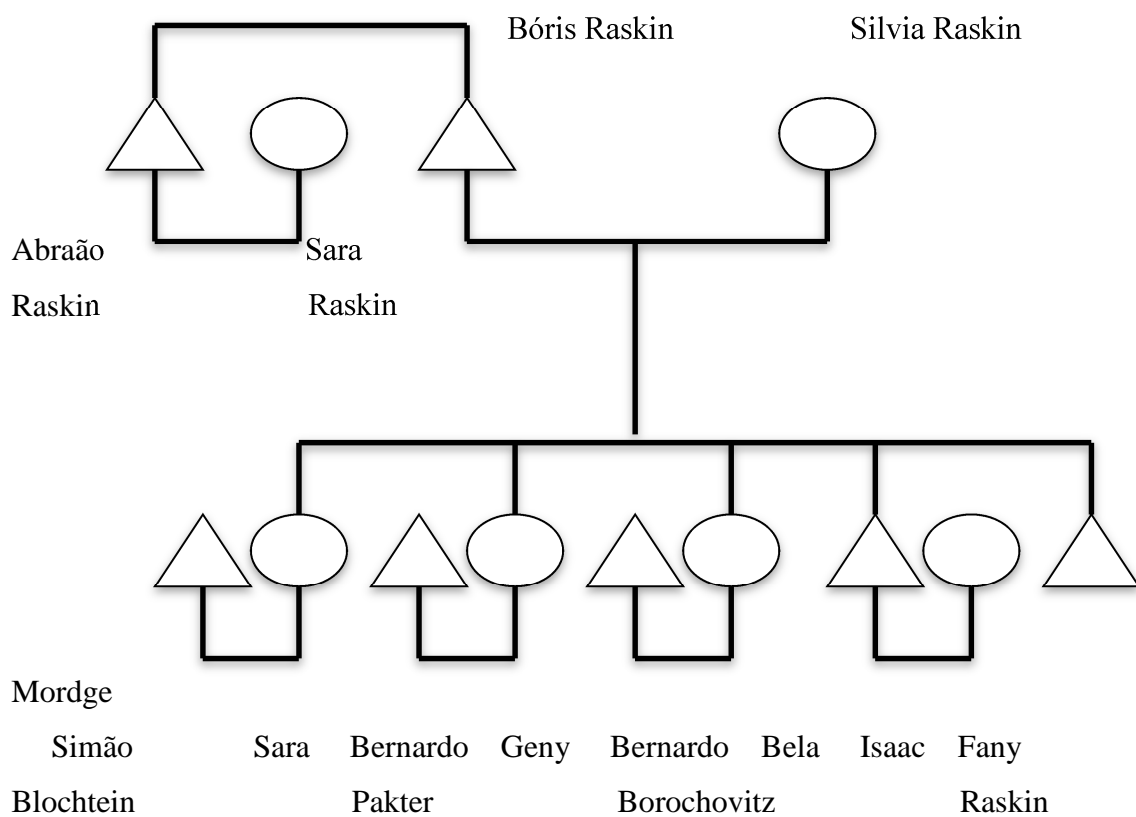 Bóris Raskin Silvia Raskin
Abraão Sara
Raskin Raskin
Mordge
Simão Sara Bernardo Geny Bernardo Bela Isaac Fany
Blochtein Pakter Borochovitz Raskin